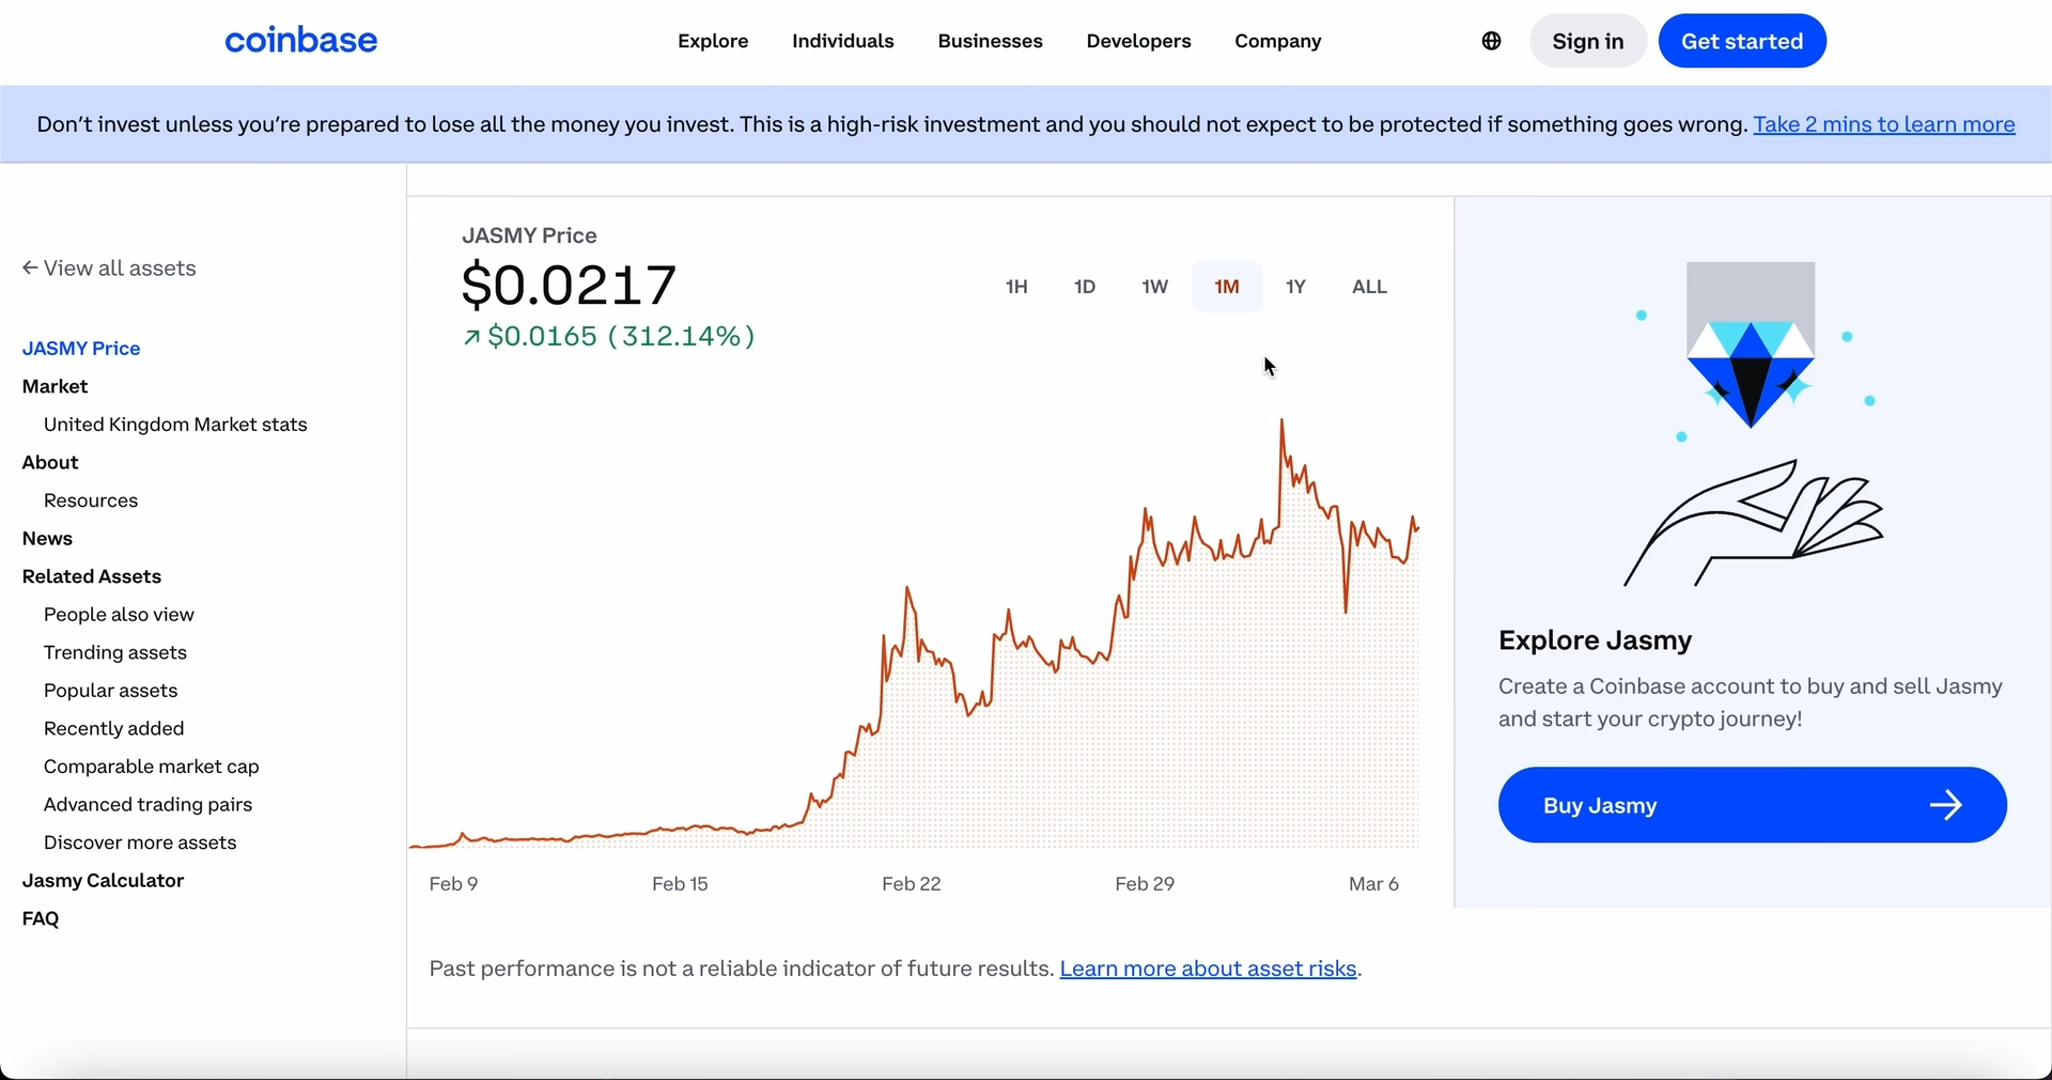 coinbase
Explore
Individuals
Businesses
Developers
Company
Sign in
Get started
Don't invest unless you're prepared to lose all the money you invest. This is a high-risk investment and you should not expect to be protected if something goes wrong. Take 2 mins to learn more
← View all assets
JASMY Price
Market
United Kingdom Market stats
About
Resources
News
Related Assets
People also view
Trending assets
Popular assets
Recently added
Comparable market cap
Advanced trading pairs
Discover more assets
Jasmy Calculator
FAQ
JASMY Price
$0.0217
↗ $0.0165 (312.14%)
1H
1D
1W
1M
1Y
ALL
Feb 9
Feb 15
Feb 22
Feb 29
Mar 6
Past performance is not a reliable indicator of future results. Learn more about asset risks.
Explore Jasmy
Create a Coinbase account to buy and sell Jasmy
and start your crypto journey!
Buy Jasmy